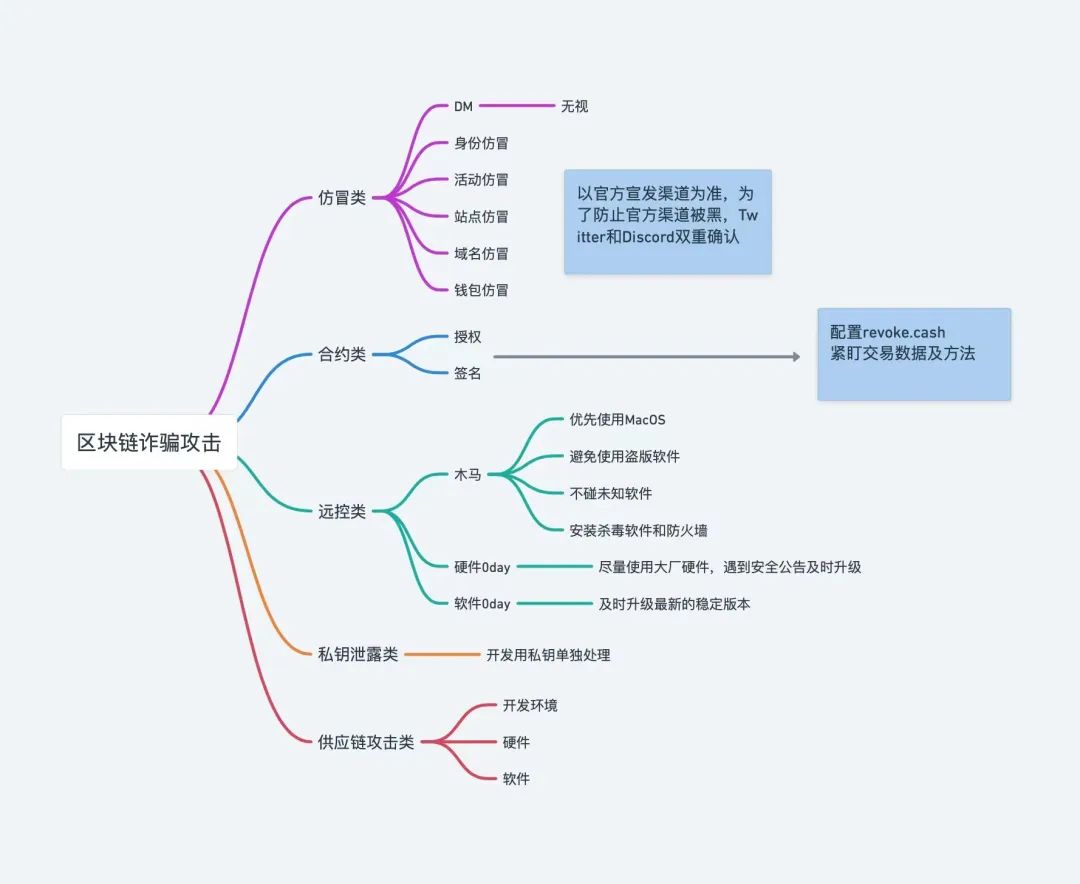 区块链诈骗攻击
仿冒类
DM
无视
身份仿冒
活动仿冒
站点仿冒
域名仿冒
钱包仿冒
以官方宣发渠道为准，为
了防止官方渠道被黑，Tw
itter和Discord双重确认
合约类
授权
签名
配置revoke.cash
紧盯交易数据及方法
远控类
木马
优先使用MacOS
避免使用盗版软件
不碰未知软件
安装杀毒软件和防火墙
硬件0day
尽量使用大厂硬件，遇到安全公告及时升级
软件0day
及时升级最新的稳定版本
私钥泄露类
开发用私钥单独处理
供应链攻击类
开发环境
硬件
软件